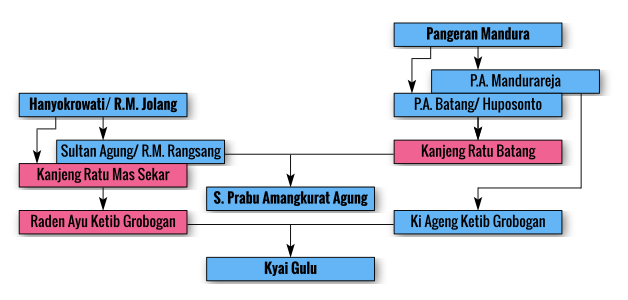 Pangeran Mandura
P.A. Mandurareja
Hanyokrowati/ R.M. Jolang
P.A. Batang/ Huposonto
Sultan Agung/ R.M. Rangsang
Kanjeng Ratu Batang
Kanjeng Ratu Mas Sekar
S. Prabu Amangkurat Agung
Raden Ayu Ketib Grobogan
Ki Ageng Ketib Grobogan
Kyai Gulu